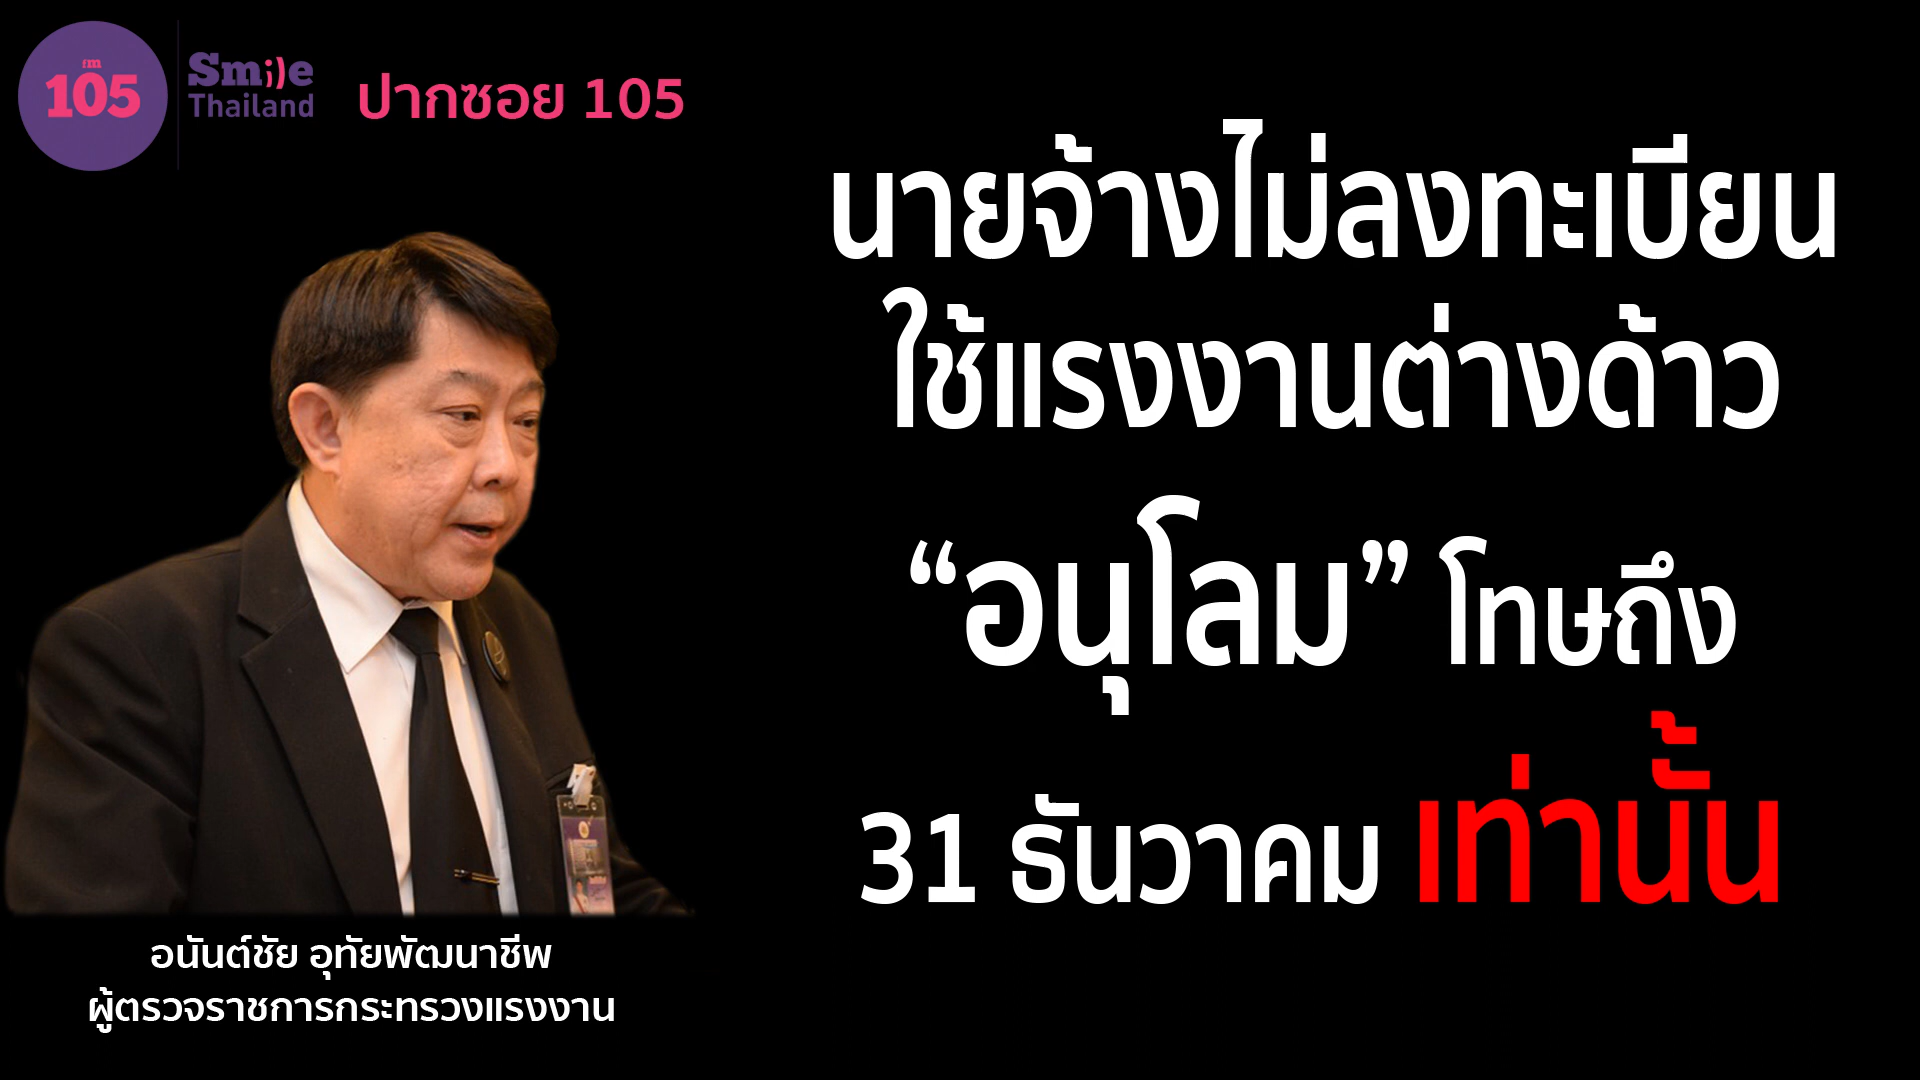 fm
105
Smile
Thailand
ปากซอย 105
นายจ้างไม่ลงทะเบียน
ใช้แรงงานต่างด้าว
“อนุโลม” โทษถึง
31 ธันวาคม เท่านั้น
อนันต์ชัย อุทัยพัฒนาชีพ
ผู้ตรวจราชการกระทรวงแรงงาน